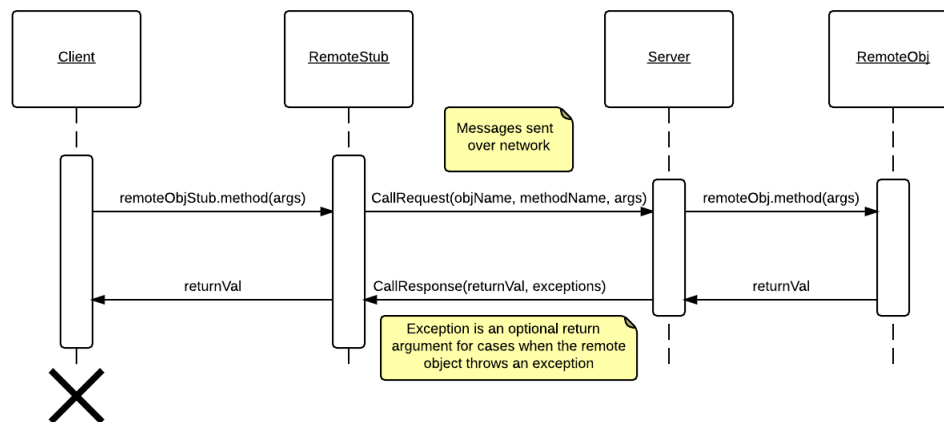 Client
RemoteStub
Server
RemoteObj
Messages sent
over network
remoteObjStub.method(args)
CallRequest(objName, methodName, args)
remoteObj.method(args)
returnVal
CallResponse(returnVal, exceptions)
returnVal
Exception is an optional return
argument for cases when the remote
object throws an exception